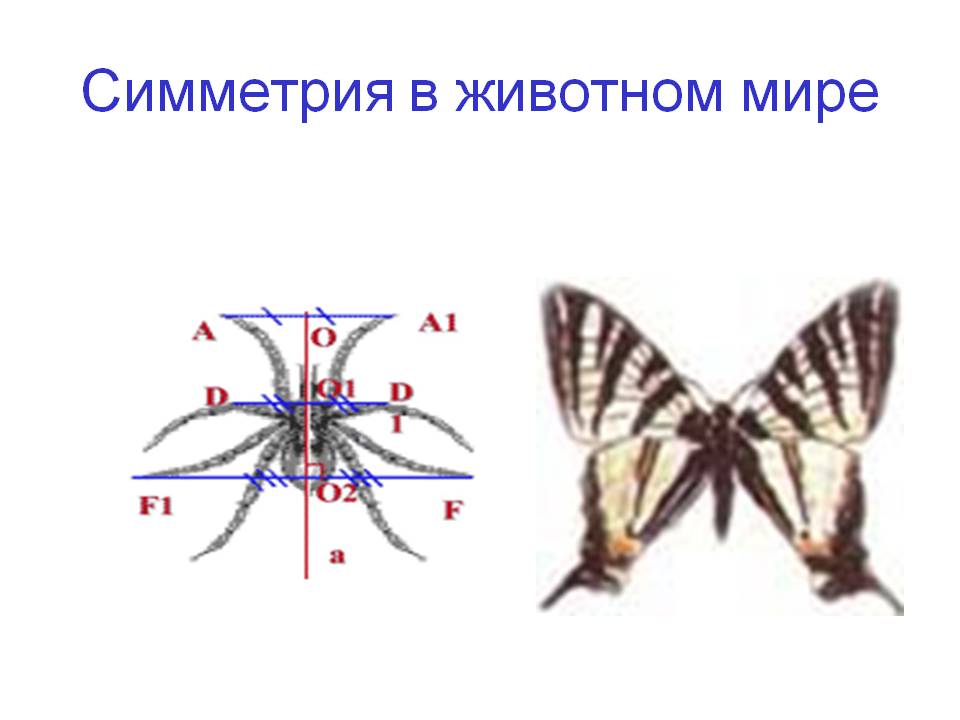 Симметрия в животном мире
A O A1
D O1 D
1
F1 O2 F
a